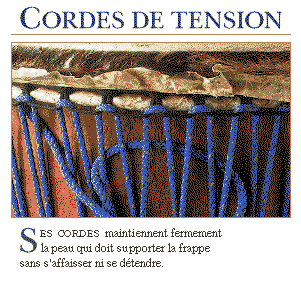 CORDES DE TENSION
SES CORDES maintiennent fermement
la peau qui doit supporter la frappe
sans s'affaisser ni se détendre.